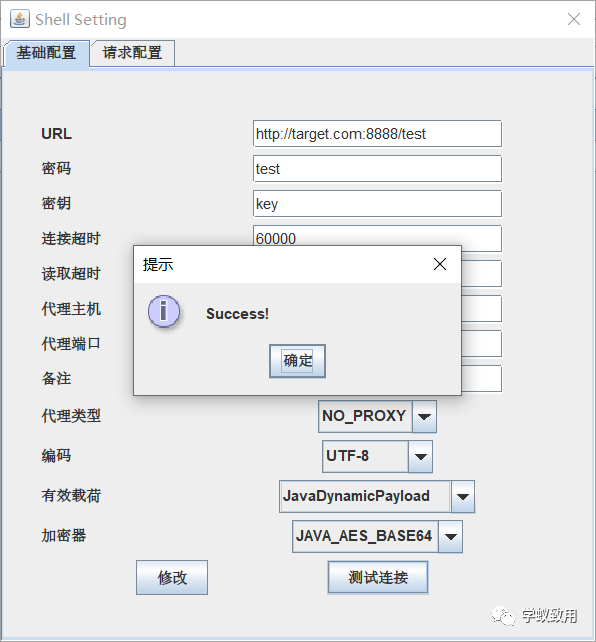 Shell Setting
基础配置 请求配置
URL http://target.com:8888/test
密码 test
密钥 key
连接超时 60000
读取超时
代理主机
代理端口
备注
提示
Success!
确定
代理类型 NO_PROXY
编码 UTF-8
有效载荷 JavaDynamicPayload
加密器 JAVA_AES_BASE64
修改 测试连接
学蚁致用